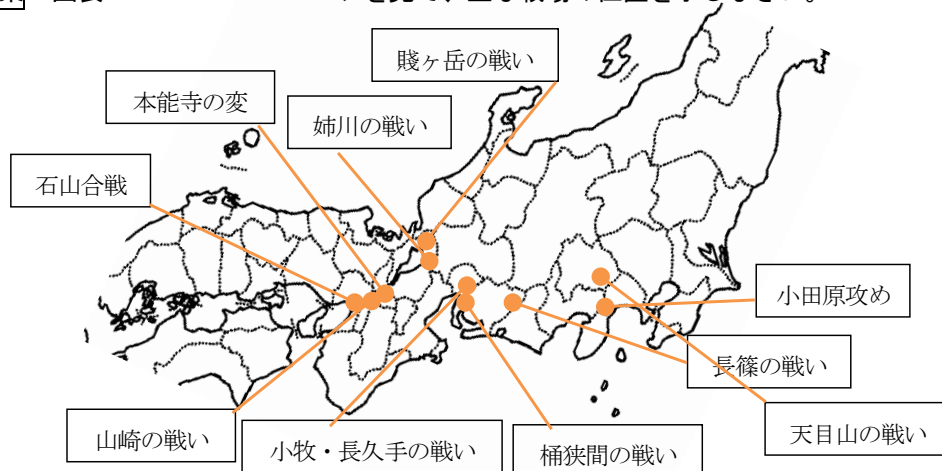 賤ヶ岳の戦い
本能寺の変
姉川の戦い
石山合戦
小田原攻め
長篠の戦い
天目山の戦い
山崎の戦い
小牧・長久手の戦い
桶狭間の戦い